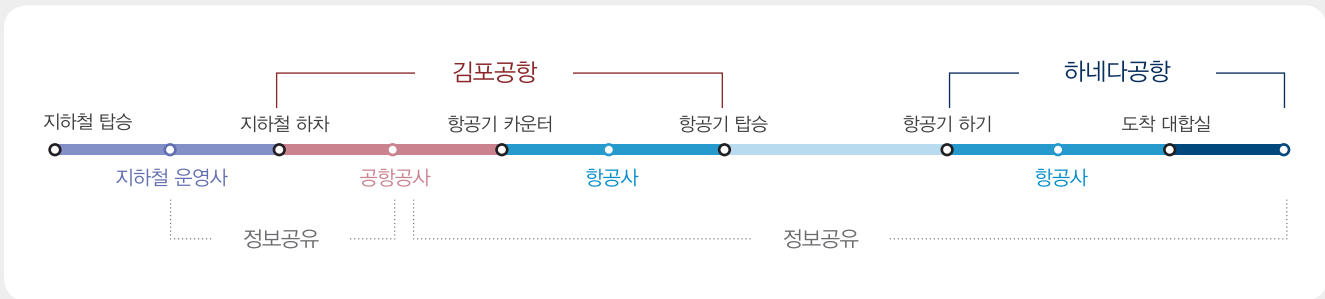 김포공항
하네다공항
지하철 탑승
지하철 하차
항공기 카운터
항공기 탑승
항공기 하기
도착 대합실
지하철 운영사
공항공사
항공사
항공사
정보공유
정보공유